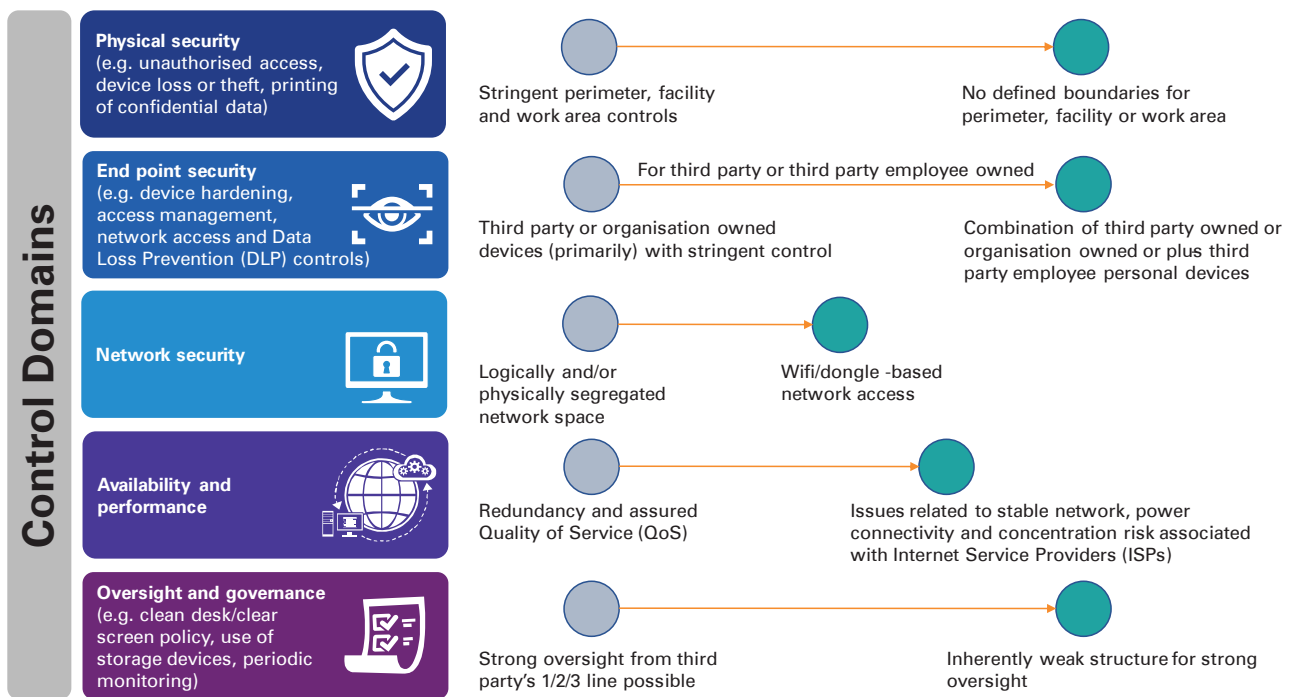 Control Domains
Physical security
(e.g. unauthorised access,
device loss or theft, printing
of confidential data)
Stringent perimeter, facility
and work area controls
No defined boundaries for
perimeter, facility or work area
End point security
(e.g. device hardening,
access management,
network access and Data
Loss Prevention (DLP) controls)
For third party or third party employee owned
Third party or organisation owned
devices (primarily) with stringent control
Combination of third party owned or
organisation owned or plus third
party employee personal devices
Network security
Logically and/or
physically segregated
network space
Wifi/dongle -based
network access
Availability and
performance
Redundancy and assured
Quality of Service (QoS)
Issues related to stable network, power
connectivity and concentration risk associated
with Internet Service Providers (ISPs)
Oversight and governance
(e.g. clean desk/clear
screen policy, use of
storage devices, periodic
monitoring)
Strong oversight from third
party's 1/2/3 line possible
Inherently weak structure for strong
oversight